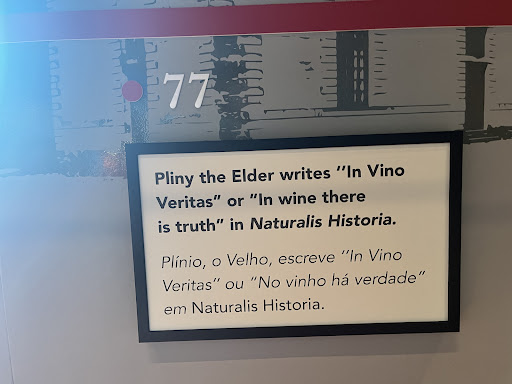 77
Pliny the Elder writes ‘‘In Vino
Veritas” or ”In wine there
is truth” in Naturalis Historia.
Plínio, o Velho, escreve ‘‘In Vino
Veritas’’ ou “No vinho há verdade”
em Naturalis Historia.